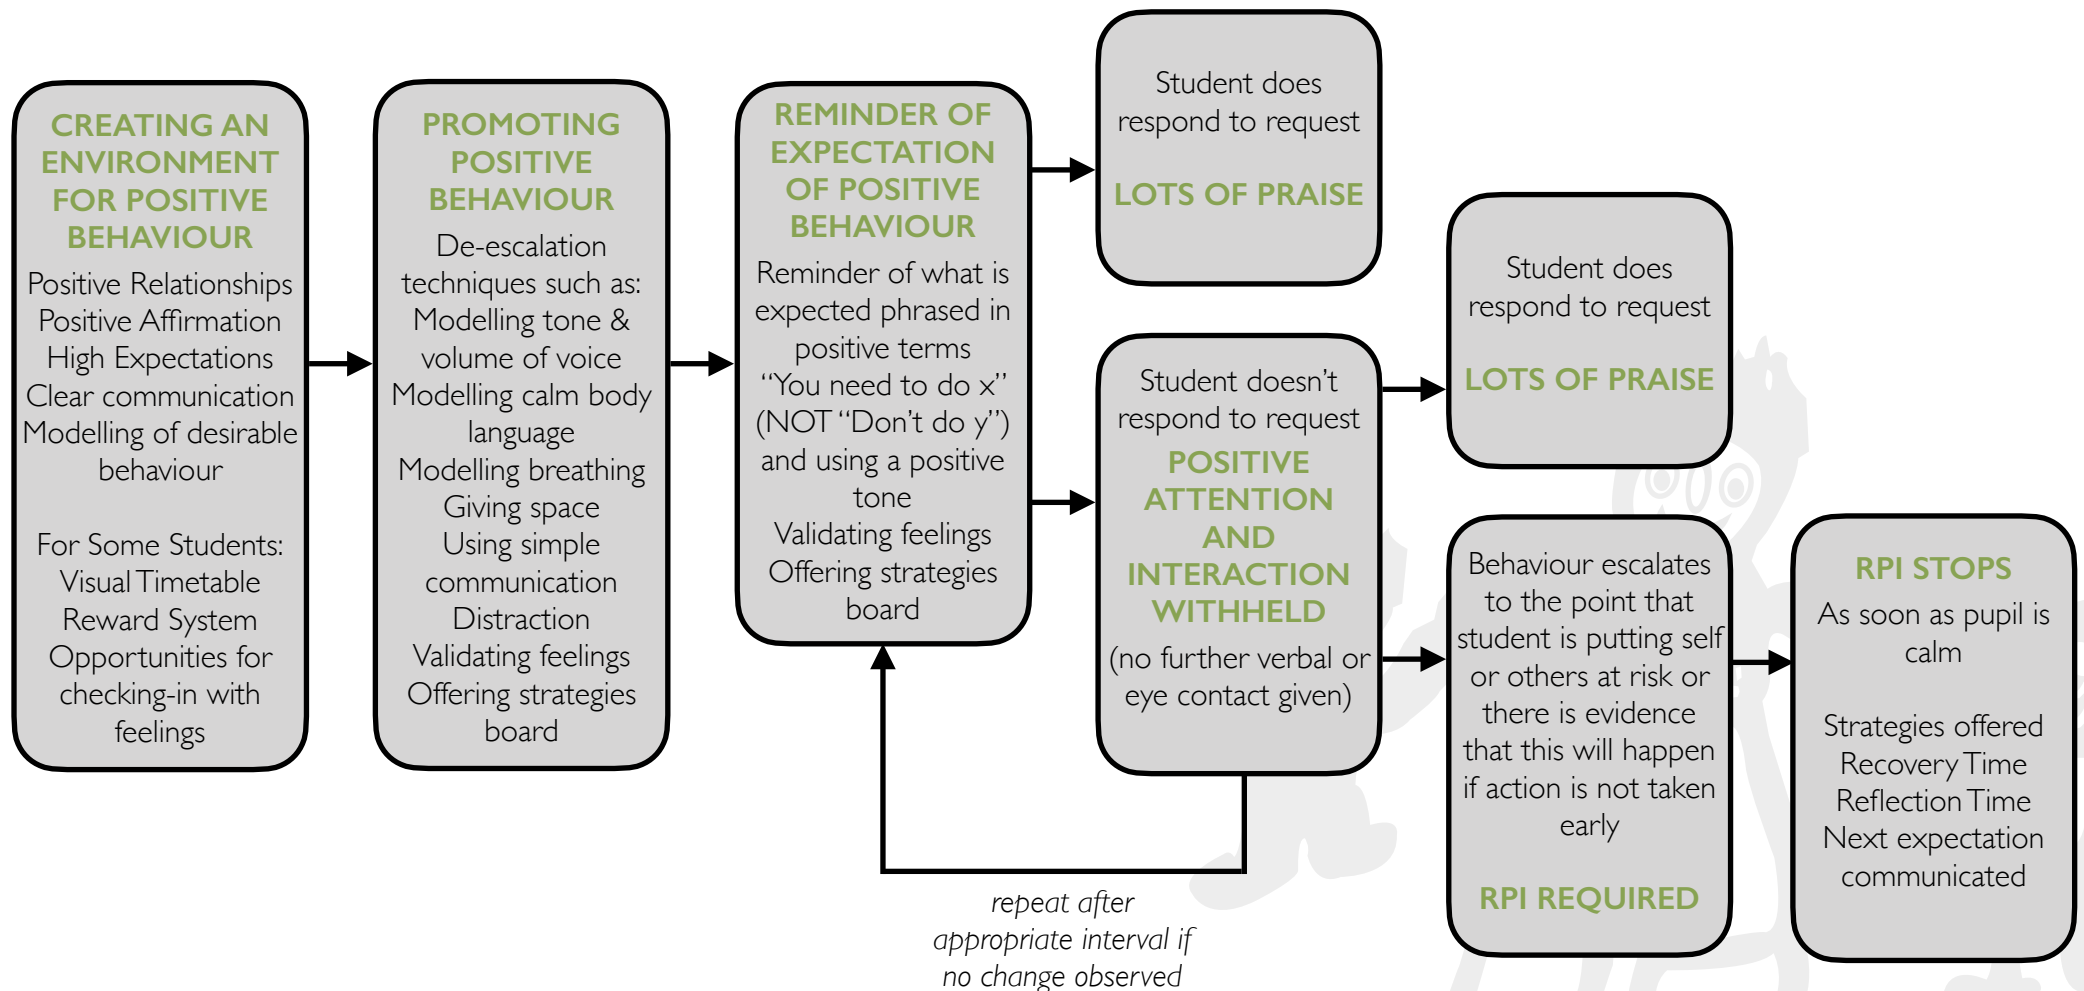 CREATING AN
ENVIRONMENT
FOR POSITIVE
BEHAVIOUR
Positive Relationships
Positive Affirmation
High Expectations
Clear communication
Modelling of desirable
behaviour
For Some Students:
Visual Timetable
Reward System
Opportunities for
checking-in with
feelings
PROMOTING
POSITIVE
BEHAVIOUR
De-escalation
techniques such as:
Modelling tone &
volume of voice
Modelling calm body
language
Modelling breathing
Giving space
Using simple
communication
Distraction
Validating feelings
Offering strategies
board
REMINDER OF
EXPECTATION
OF POSITIVE
BEHAVIOUR
Reminder of what is
expected phrased in
positive terms
“You need to do x”
(NOT “Don’t do y”)
and using a positive
tone
Validating feelings
Offering strategies
board
Student does
respond to request
LOTS OF PRAISE
Student doesn’t
respond to request
POSITIVE
ATTENTION
AND
INTERACTION
WITHHELD
(no further verbal or
eye contact given)
repeat after
appropriate interval if
no change observed
Student does
respond to request
LOTS OF PRAISE
Behaviour escalates
to the point that
student is putting self
or others at risk or
there is evidence
that this will happen
if action is not taken
early
RPI REQUIRED
RPI STOPS
As soon as pupil is
calm
Strategies offered
Recovery Time
Reflection Time
Next expectation
communicated